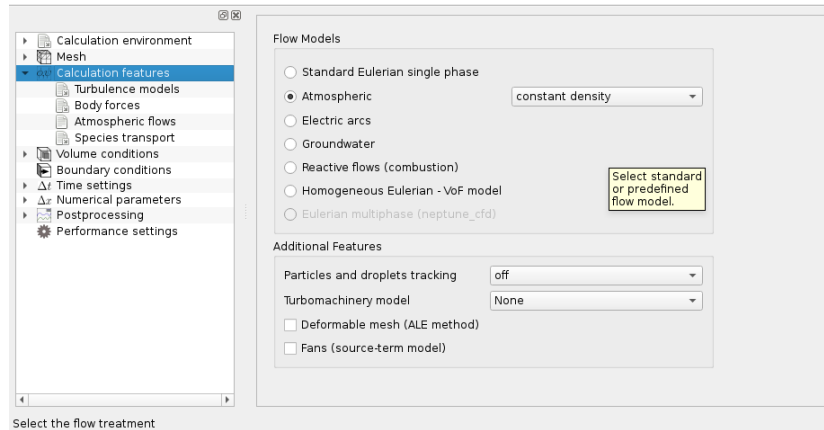 Calculation environment
Mesh
Calculation features
Turbulence models
Body forces
Atmospheric flows
Species transport
Volume conditions
Boundary conditions
Δt Time settings
Δx Numerical parameters
Postprocessing
Performance settings
Flow Models
Standard Eulerian single phase
Atmospheric constant density
Electric arcs
Groundwater
Reactive flows (combustion)
Homogeneous Eulerian - VoF model
Eulerian multiphase (neptune_cfd)
Select standard
or predefined
flow model.
Additional Features
Particles and droplets tracking off
Turbomachinery model None
Deformable mesh (ALE method)
Fans (source-term model)
Select the flow treatment